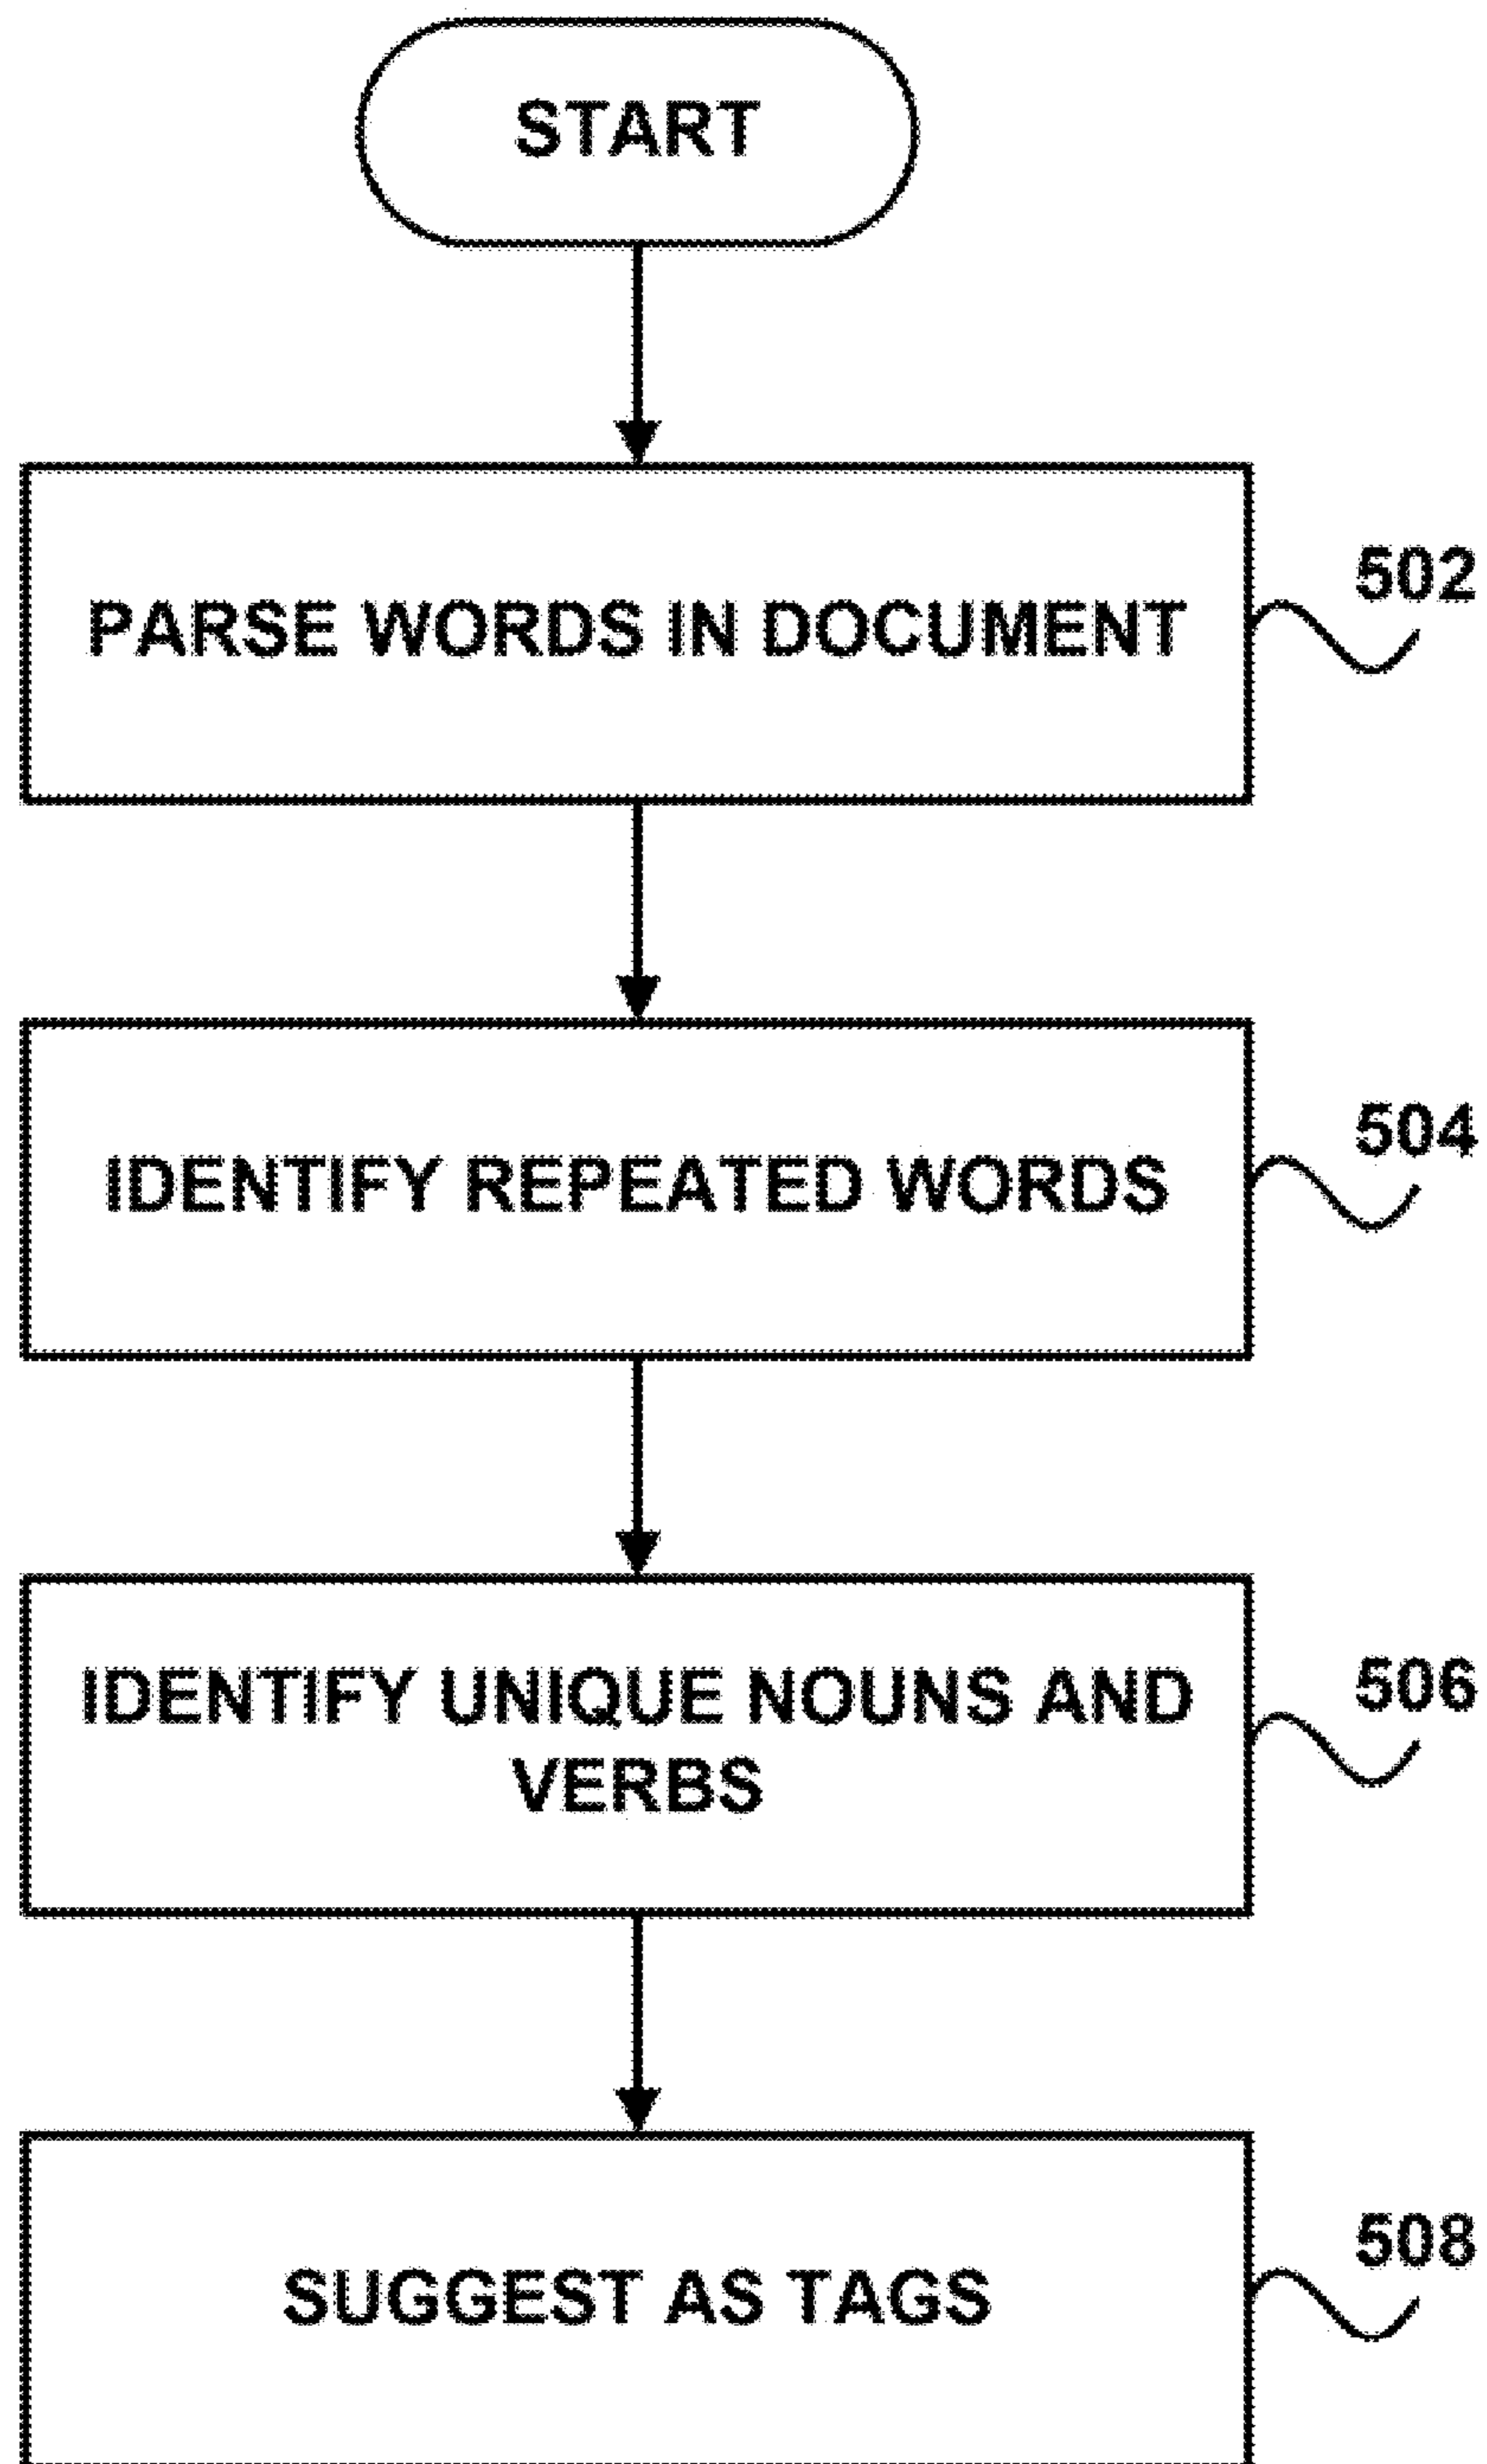 START
PARSE WORDS IN DOCUMENT
502
IDENTIFY REPEATED WORDS
504
IDENTIFY UNIQUE NOUNS AND
VERBS
506
SUGGEST AS TAGS
508